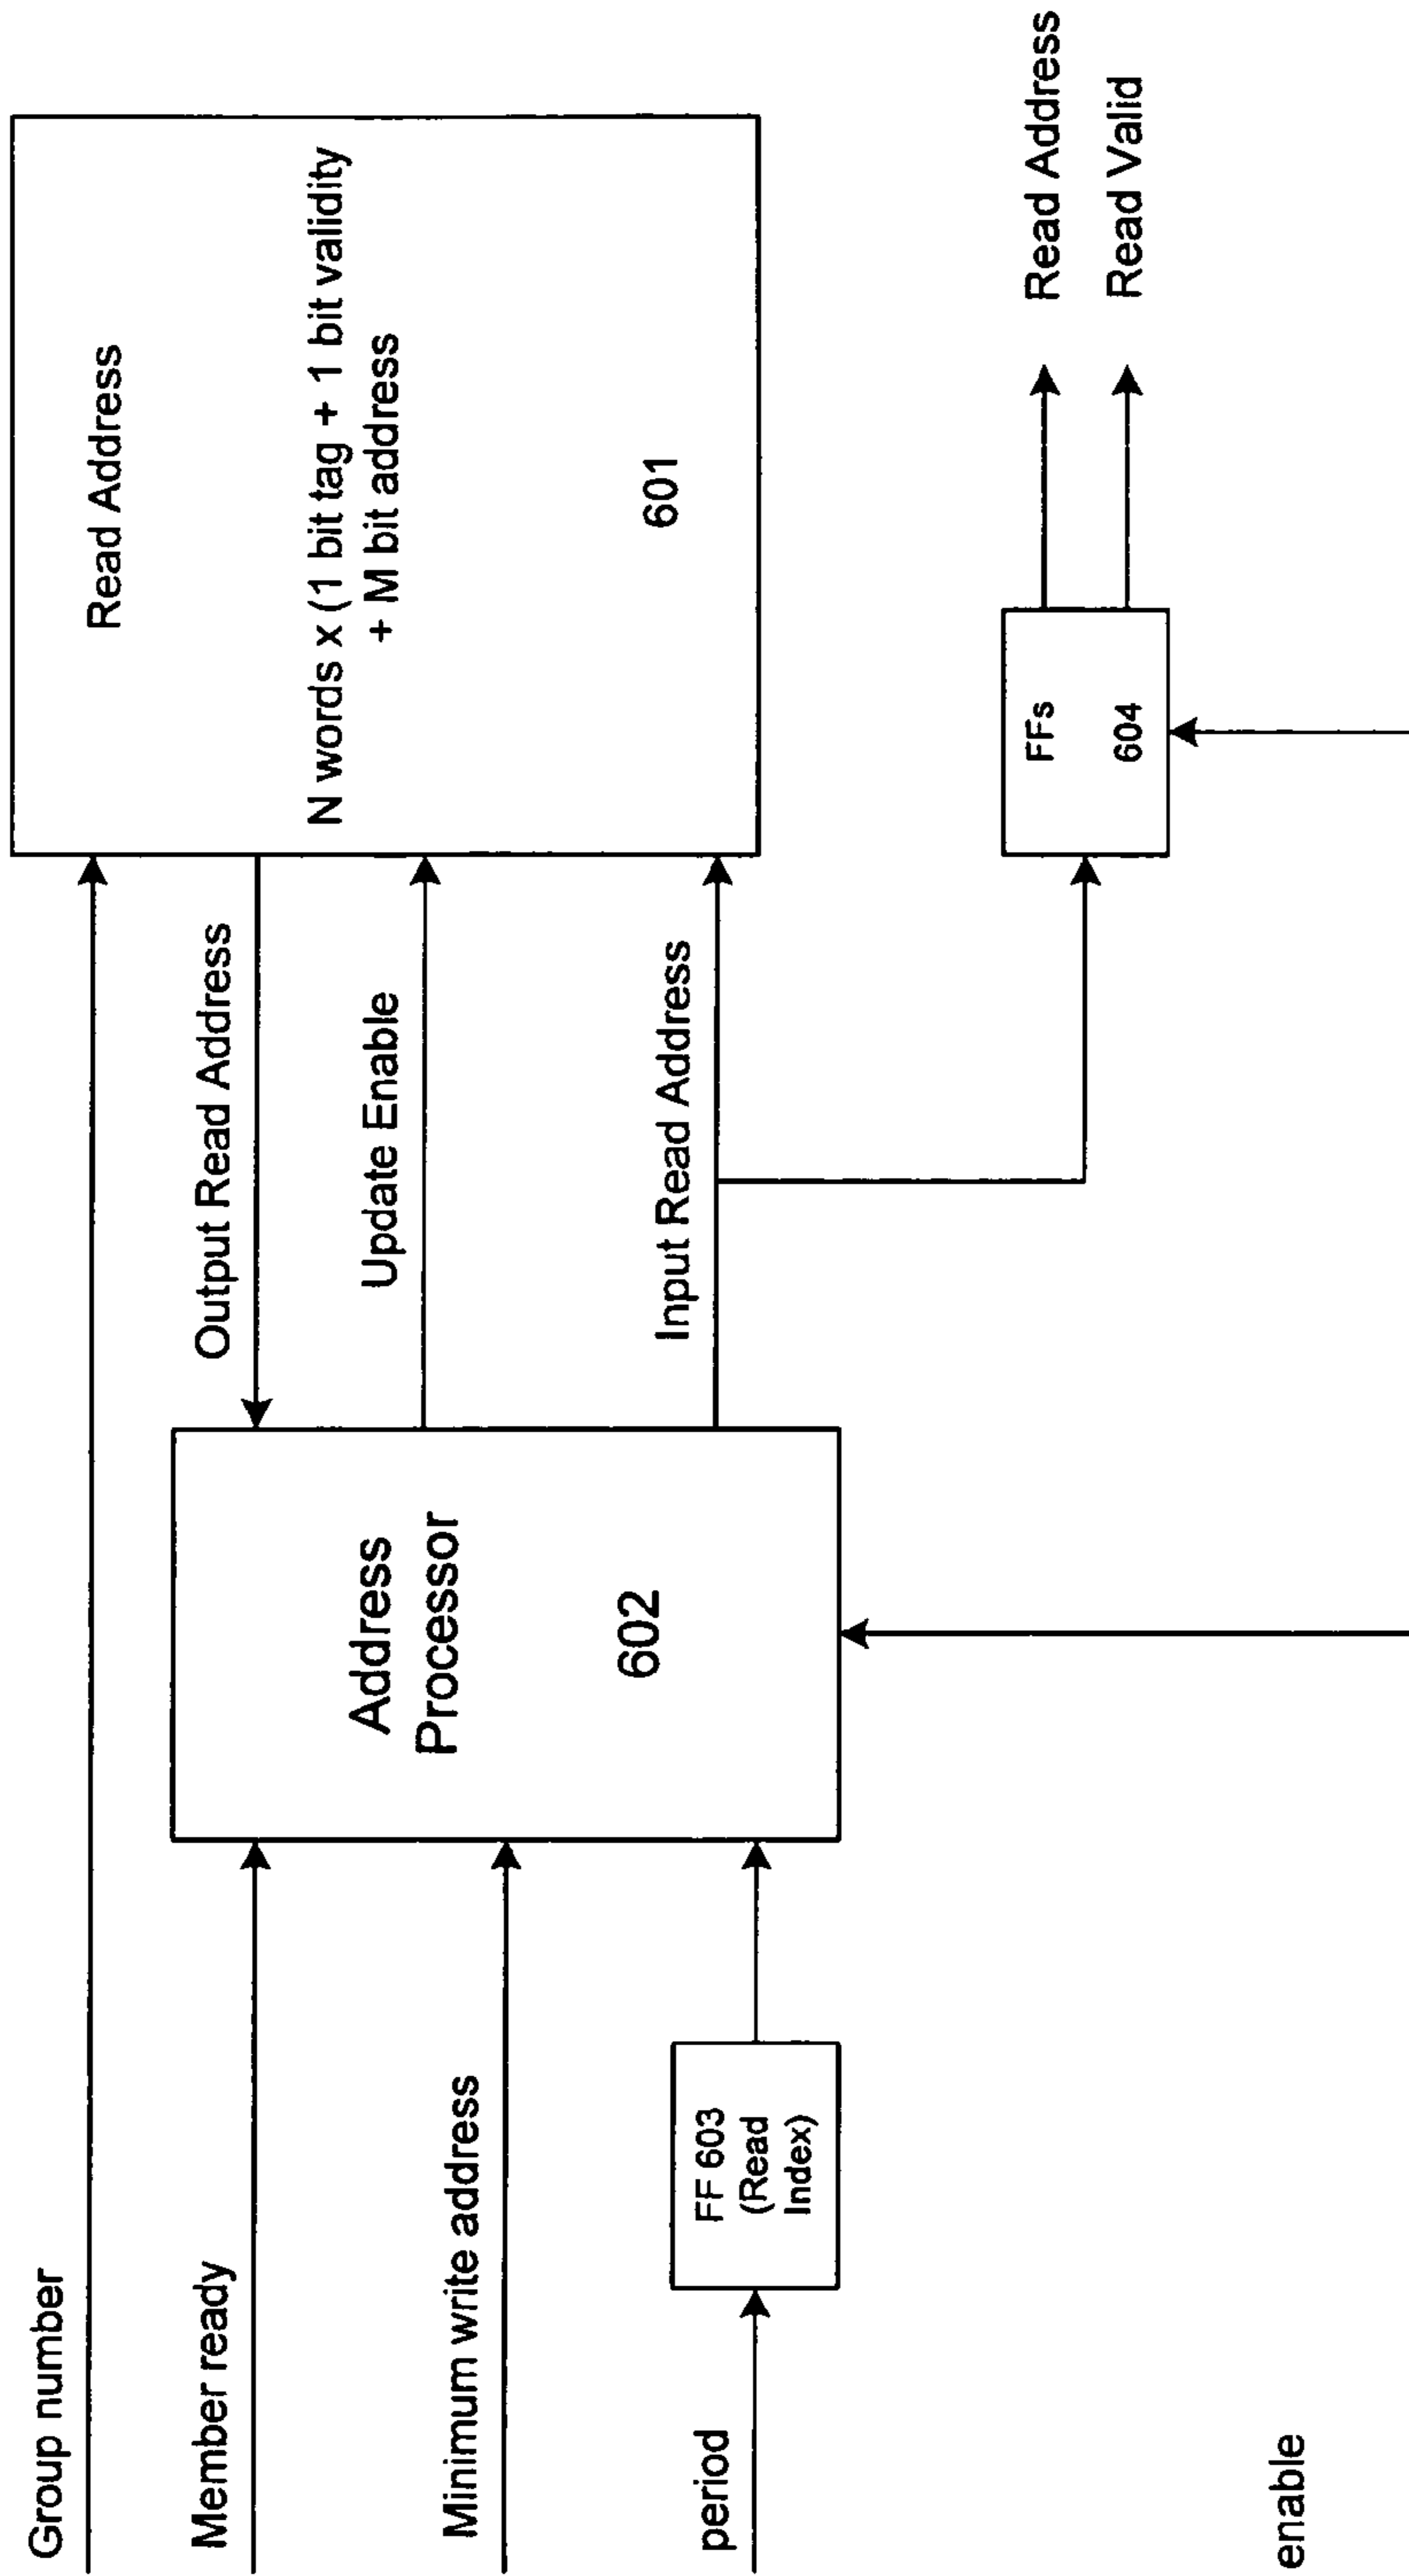 Group number
Member ready
Minimum write address
period
enable
FF 603
(Read
Index)
Address
Processor
602
Output Read Address
Update Enable
Input Read Address
Read Address
N words x (1 bit tag + 1 bit validity
+ M bit address
601
FFs
604
Read Address
Read Valid